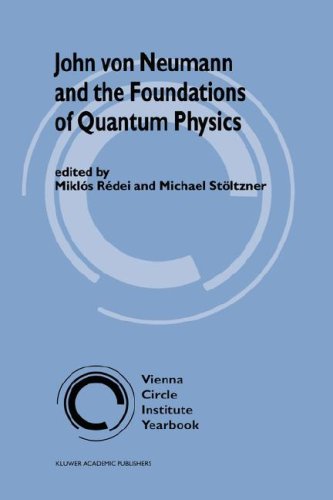 John von Neumann
and the Foundations
of Quantum Physics
edited by
Miklós Rédei and Michael Stöltzner
Vienna
Circle
Institute
Yearbook
KLUWER ACADEMIC PUBLISHERS